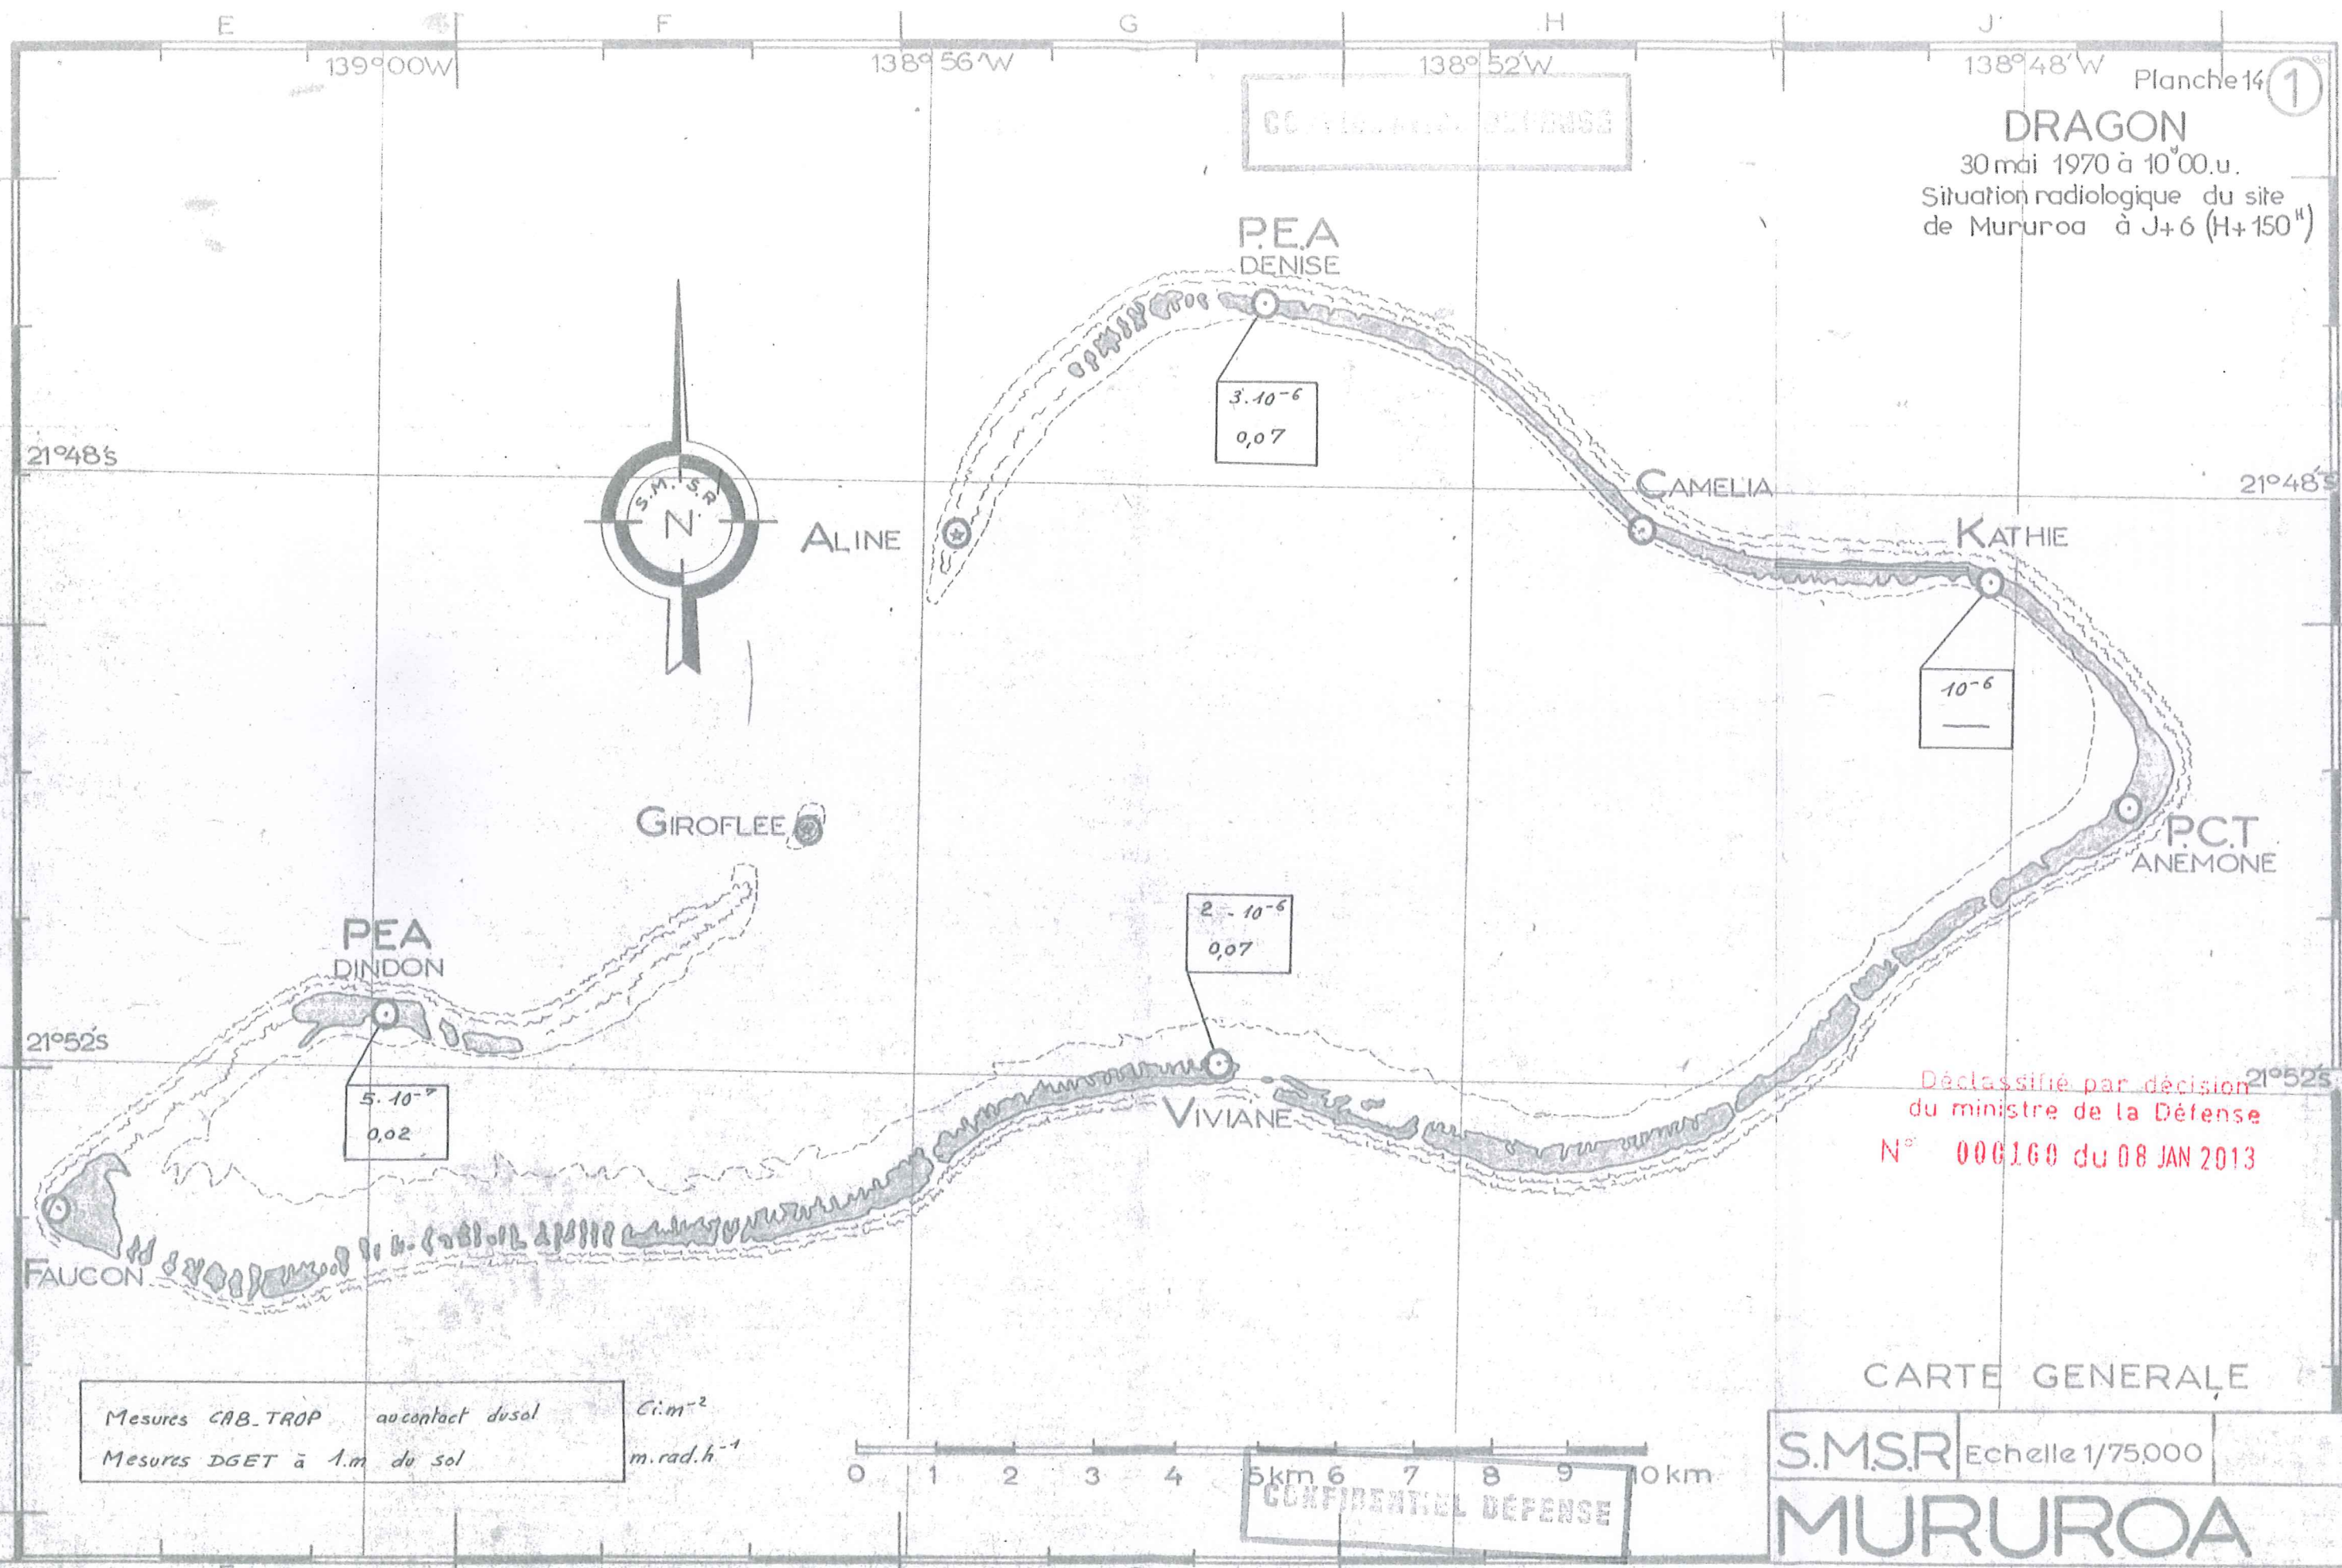 E F G H J
139°00W 138°56'W 138°52'W 138°48'W
Planche 14 1
DRAGON
30 mai 1970 à 10ʰ00.u.
Situation radiologique du site
de Mururoa à J+6 (H+150ᴴ)
DEFENSE
P.E.A
DENISE
3.10⁻⁶
0,07
21°48's
21°48's
CAMELIA
S.M.S.R.
N
ALINE
KATHIE
10⁻⁶
—
GIROFLEE
P.C.T
ANEMONE
2 - 10⁻⁶
0,07
PEA
DINDON
21°52's
21°52's
5.10⁻⁷
0,02
VIVIANE
Déclassifié par décision
du ministre de la Défense
N° 000160 du 08 JAN 2013
FAUCON
CARTE GENERALE
Mesures CAB_TROP au contact du sol Ci.m⁻²
Mesures DGET à 1.m du sol m.rad.h⁻¹
0 1 2 3 4 5km 6 7 8 9 10 km
CONFIDENTIEL DÉFENSE
S.M.S.R Echelle 1/75,000
MURUROA